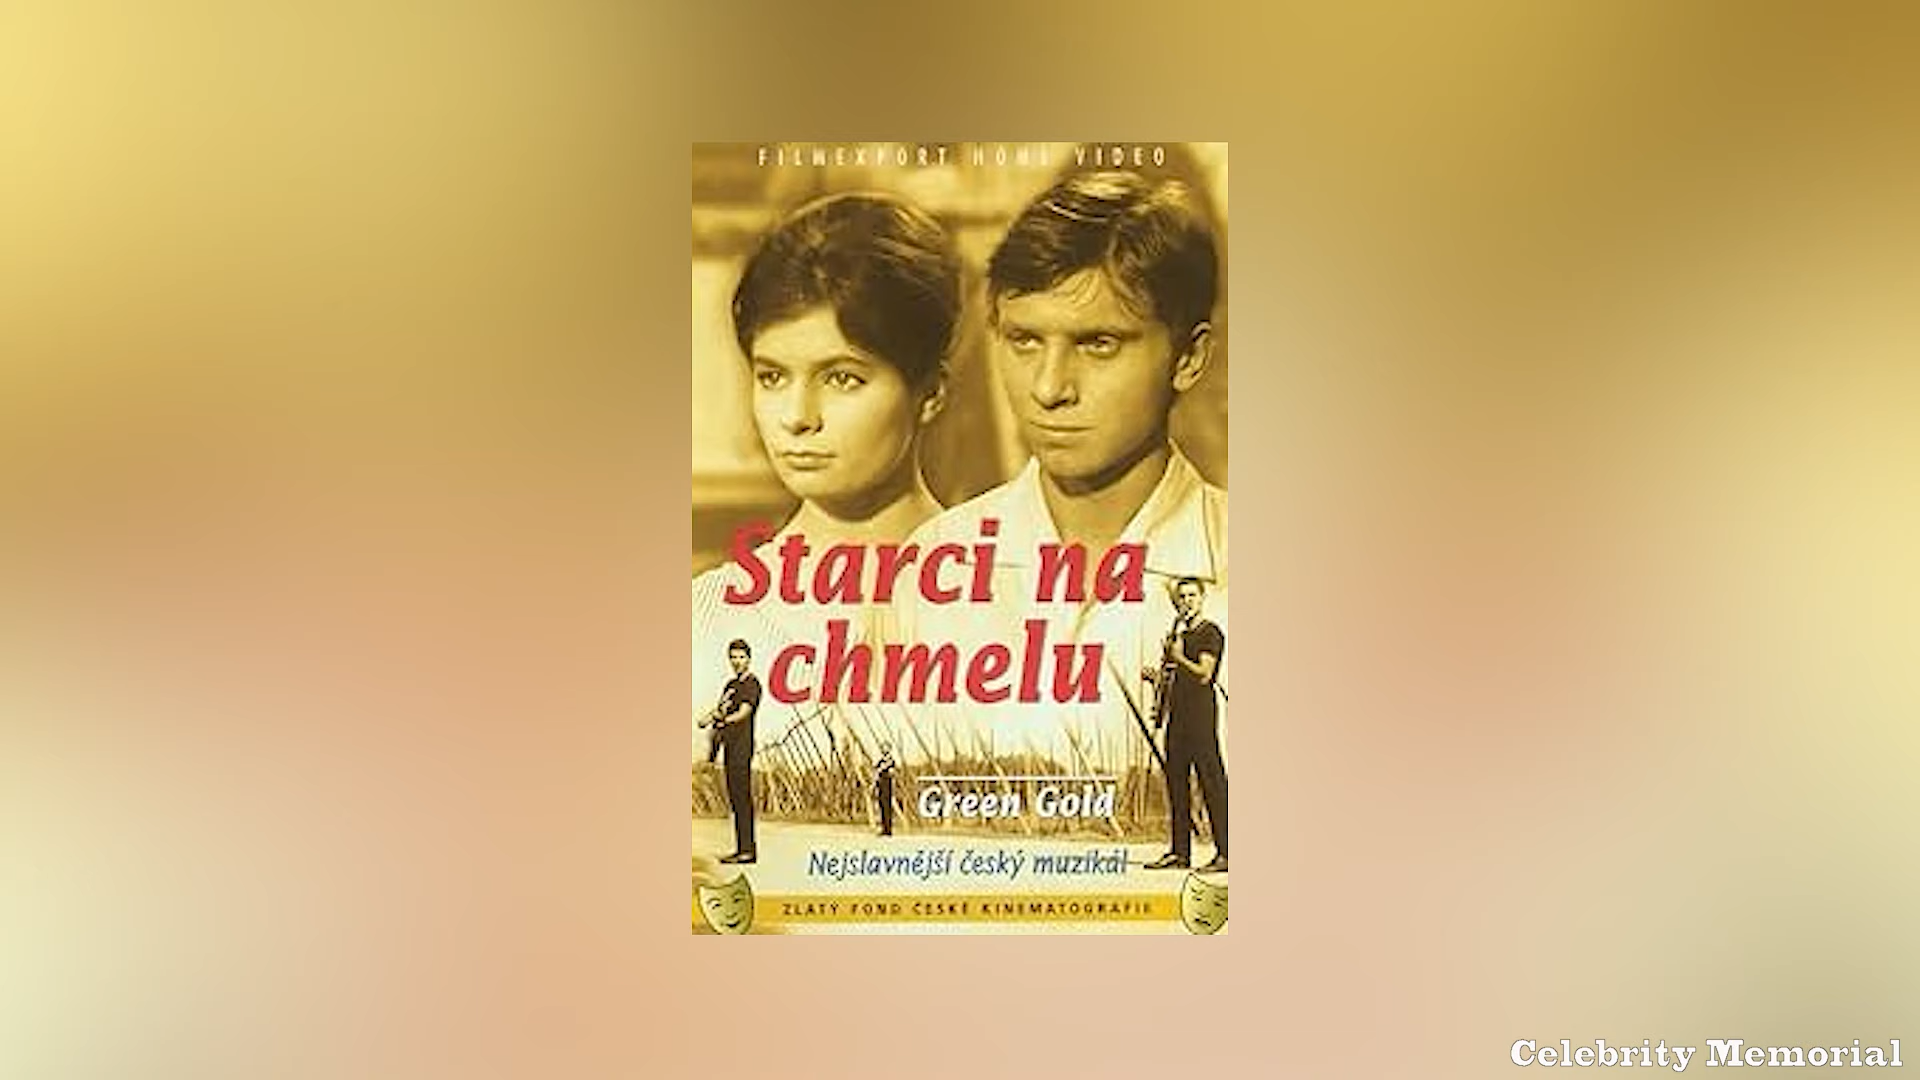 FILMEXPORT HOME VIDEO
Starci na
chmelu
Green Gold
Nejslavnější český muzikál
ZLATÝ FOND ČESKÉ KINEMATOGRAFIE
Celebrity Memorial